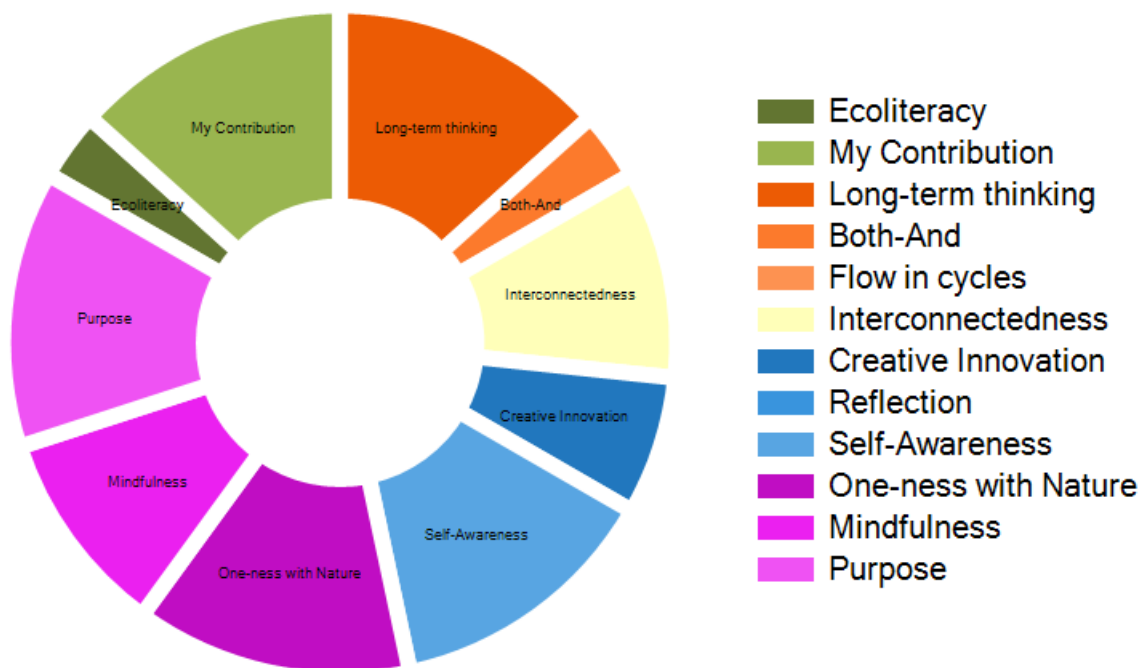 My Contribution
Long-term thinking
Ecoliteracy
Both-And
Interconnectedness
Purpose
Creative Innovation
Mindfulness
Self-Awareness
One-ness with Nature
Ecoliteracy
My Contribution
Long-term thinking
Both-And
Flow in cycles
Interconnectedness
Creative Innovation
Reflection
Self-Awareness
One-ness with Nature
Mindfulness
Purpose